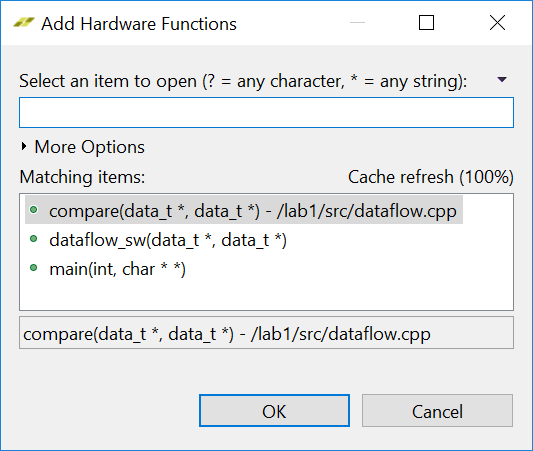 Add Hardware Functions
Select an item to open (? = any character, * = any string):
More Options
Matching items: Cache refresh (100%)
compare(data_t *, data_t *) - /lab1/src/dataflow.cpp
dataflow_sw(data_t *, data_t *)
main(int, char * *)
compare(data_t *, data_t *) - /lab1/src/dataflow.cpp
OK Cancel